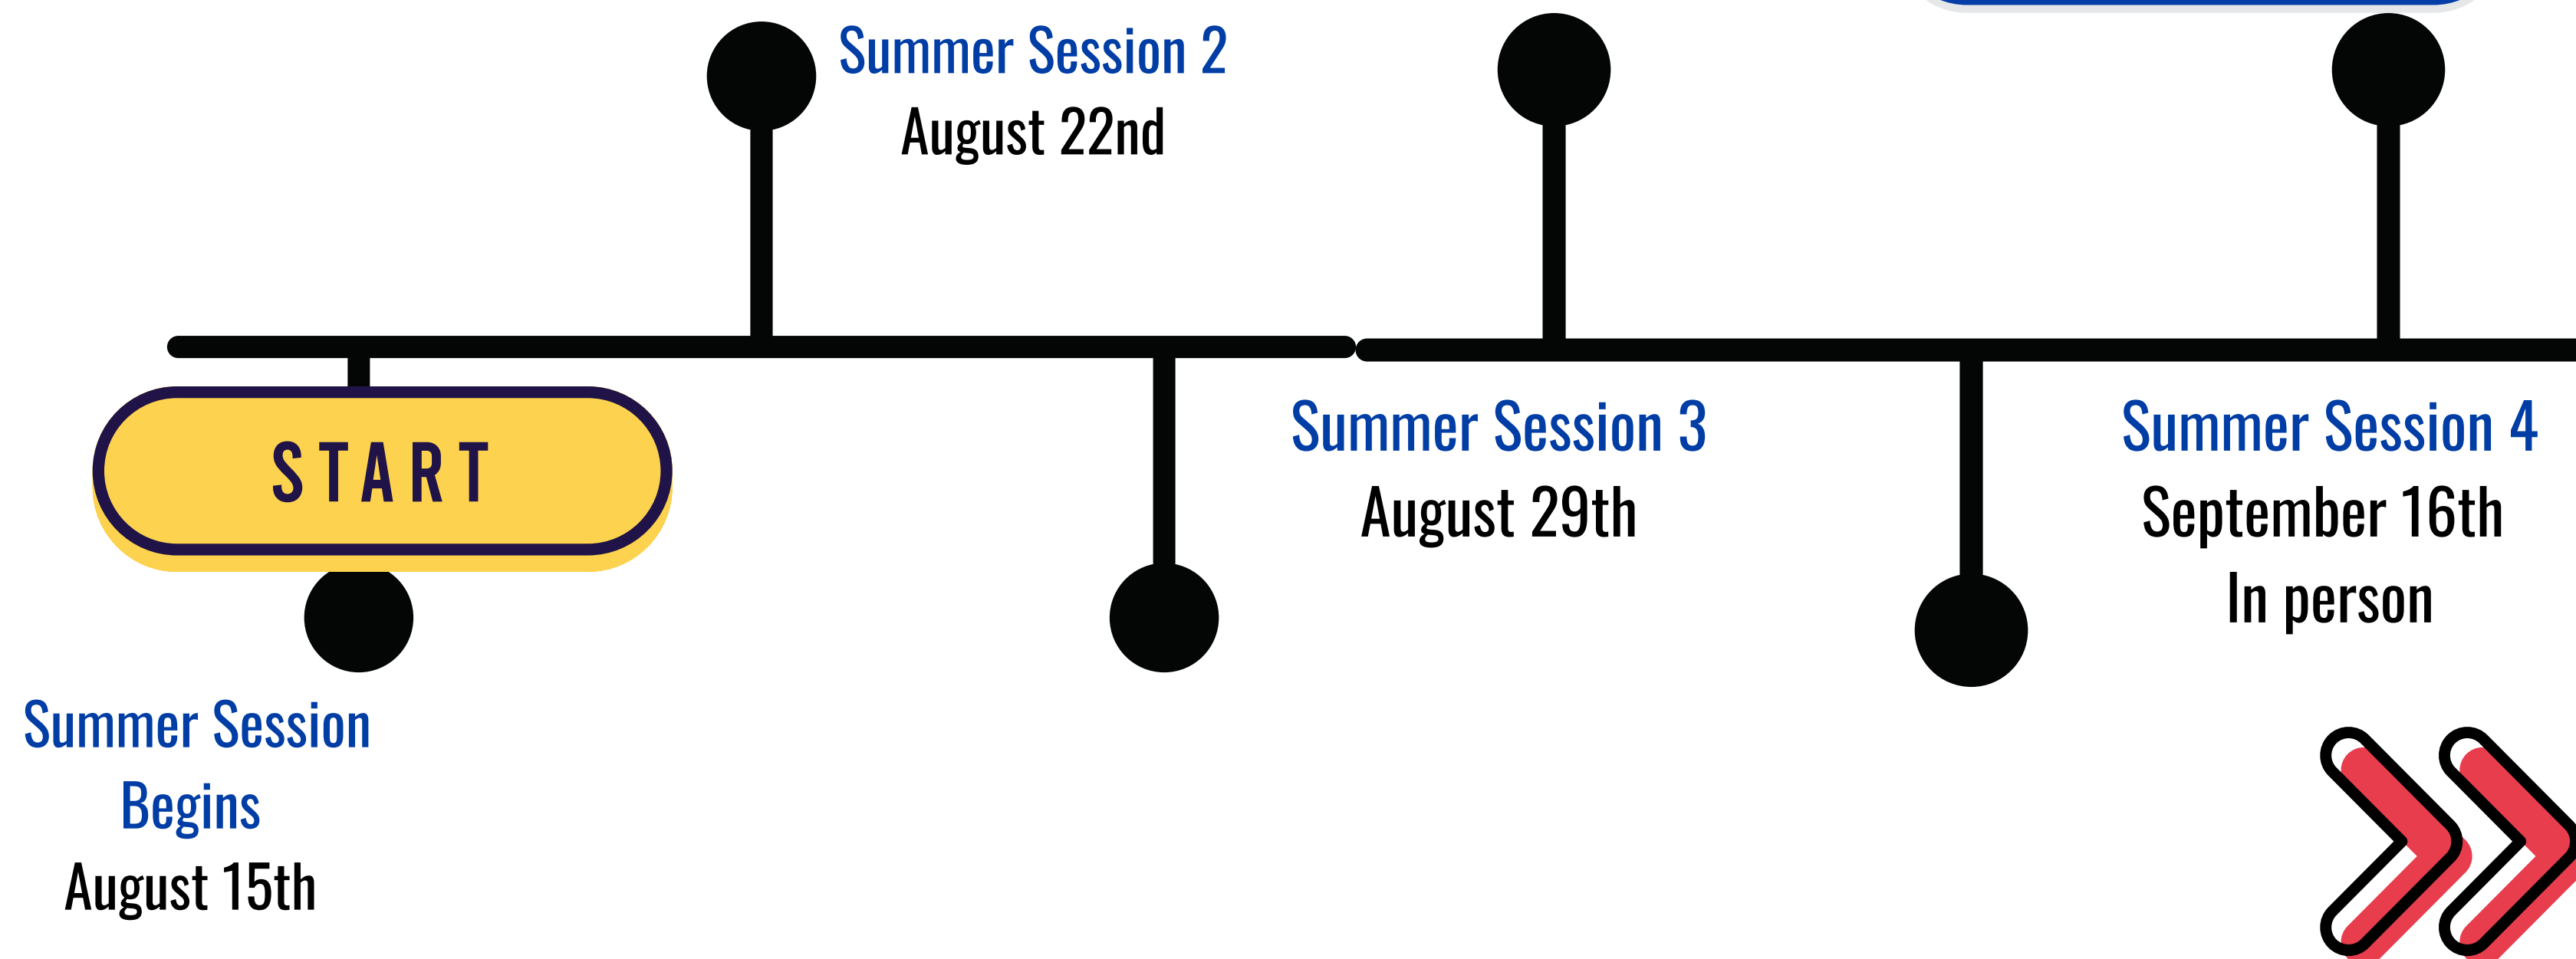 Summer Session 2
August 22nd
START
Summer Session
Begins
August 15th
Summer Session 3
August 29th
Summer Session 4
September 16th
In person